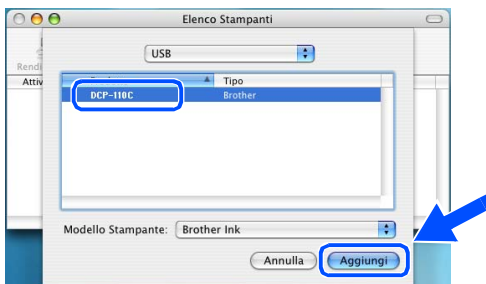 Elenco Stampanti
USB
Rendi
Attiv
Tipo
DCP-110C Brother
Modello Stampante: Brother Ink
Annulla Aggiungi